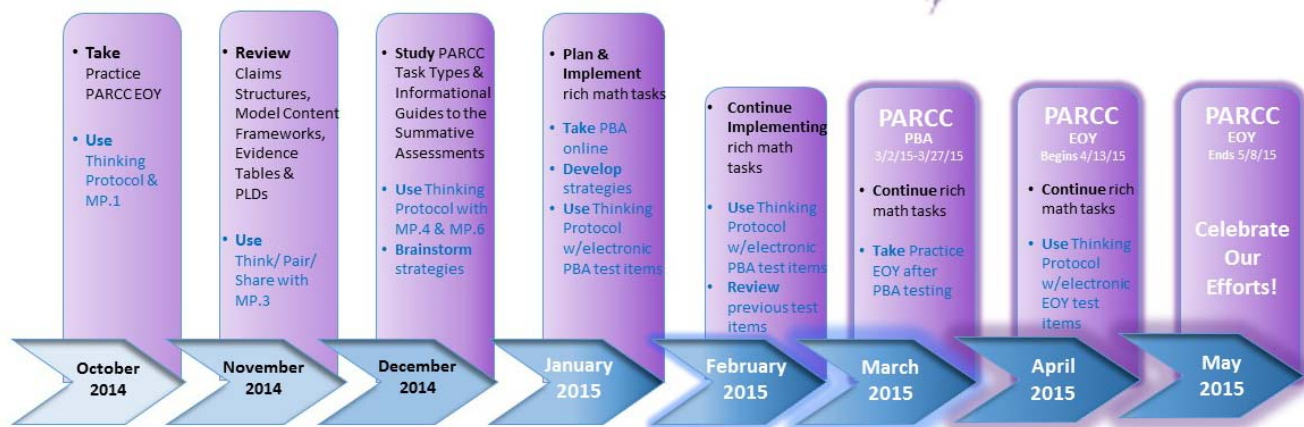 • Take
Practice
PARCC EOY
• Use
Thinking
Protocol &
MP.1
October
2014
• Review
Claims
Structures,
Model Content
Frameworks,
Evidence
Tables &
PLDs
• Use
Think/ Pair/
Share with
MP.3
November
2014
• Study PARCC
Task Types &
Informational
Guides to the
Summative
Assessments
• Use Thinking
Protocol with
MP.4 & MP.6
• Brainstorm
strategies
December
2014
• Plan &
Implement
rich math tasks
• Take PBA
online
• Develop
strategies
• Use Thinking
Protocol
w/electronic
PBA test items
January
2015
• Continue
Implementing
rich math
tasks
• Use Thinking
Protocol
w/electronic
PBA test items
• Review
previous test
items
February
2015
PARCC
PBA
3/2/15-3/27/15
• Continue rich
math tasks
• Take Practice
EOY after
PBA testing
March
2015
PARCC
EOY
Begins 4/13/15
• Continue rich
math tasks
• Use Thinking
Protocol
w/electronic
EOY test
items
April
2015
PARCC
EOY
Ends 5/8/15
Celebrate
Our
Efforts!
May
2015